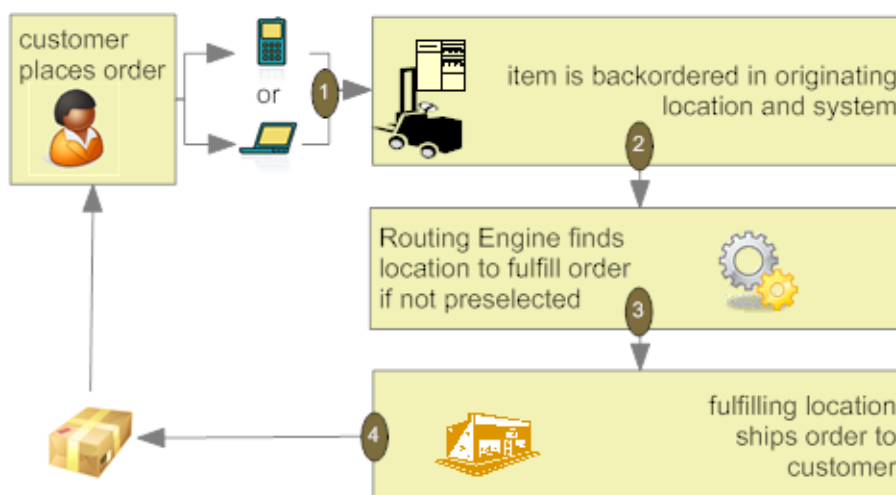 customer
places order
or
1
item is backordered in originating
location and system
2
Routing Engine finds
location to fulfill order
if not preselected
3
fulfilling location
ships order to
customer
4